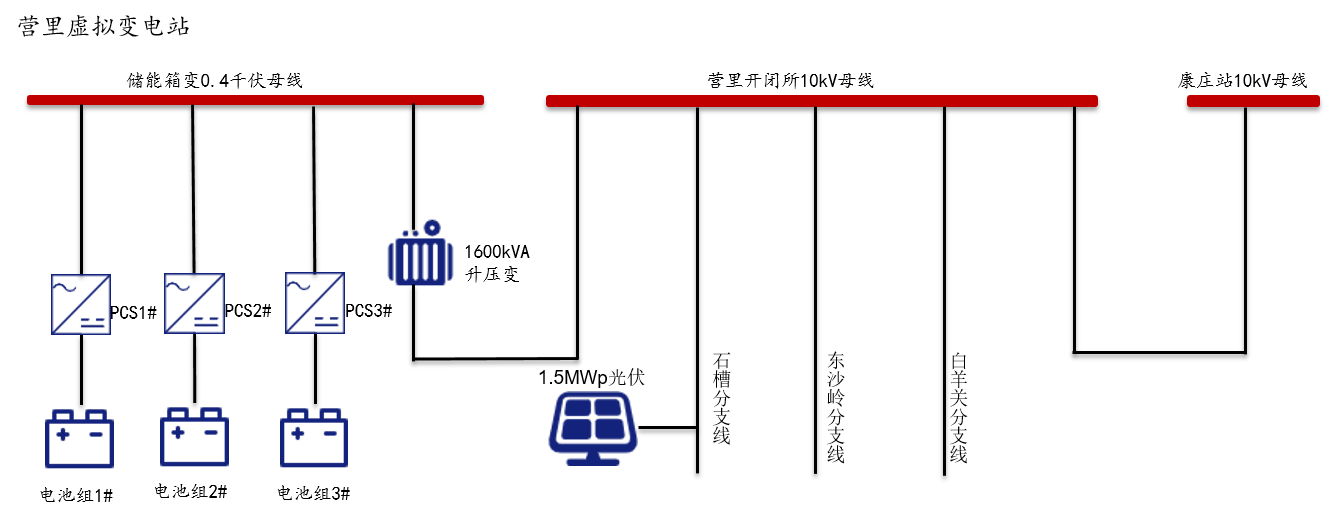 营里虚拟变电站
储能箱变0.4千伏母线
营里开闭所10kV母线
康庄站10kV母线
1600kVA
升压变
PCS1#
PCS2#
PCS3#
1.5MWp光伏
石槽分支线
东沙岭分支线
白羊关分支线
电池组1#
电池组2#
电池组3#